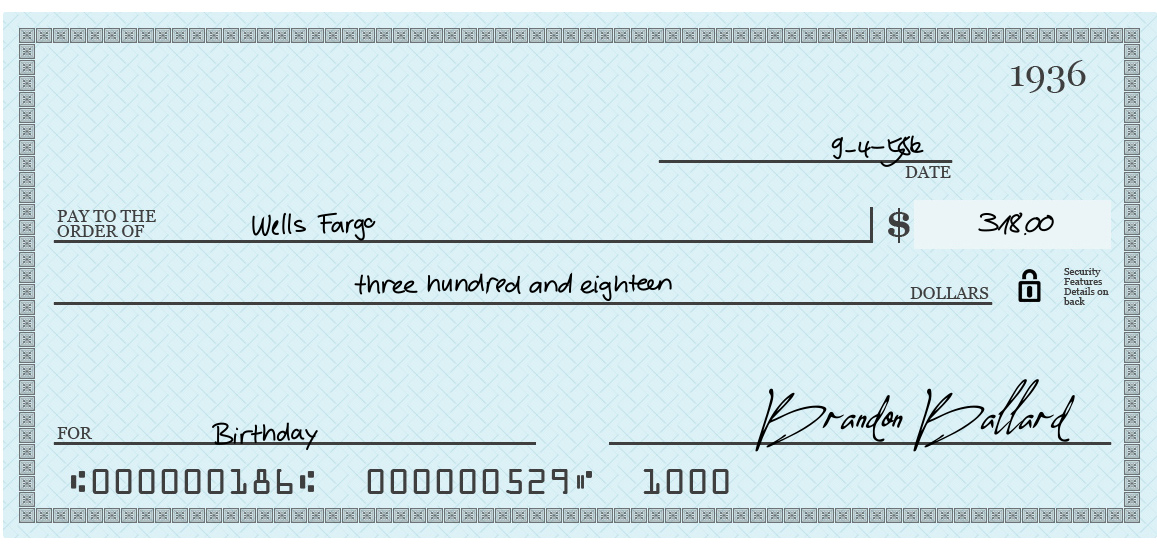 1936
9-4-
DATE
PAY TO THE
ORDER OF
Wells Fargo
$ 318.00
three hundred and eighteen
DOLLARS
Security
Features
Details on
back
FOR
Birthday
Brandon Ballard
⑆000000186⑆ 000000529⑈ 1000